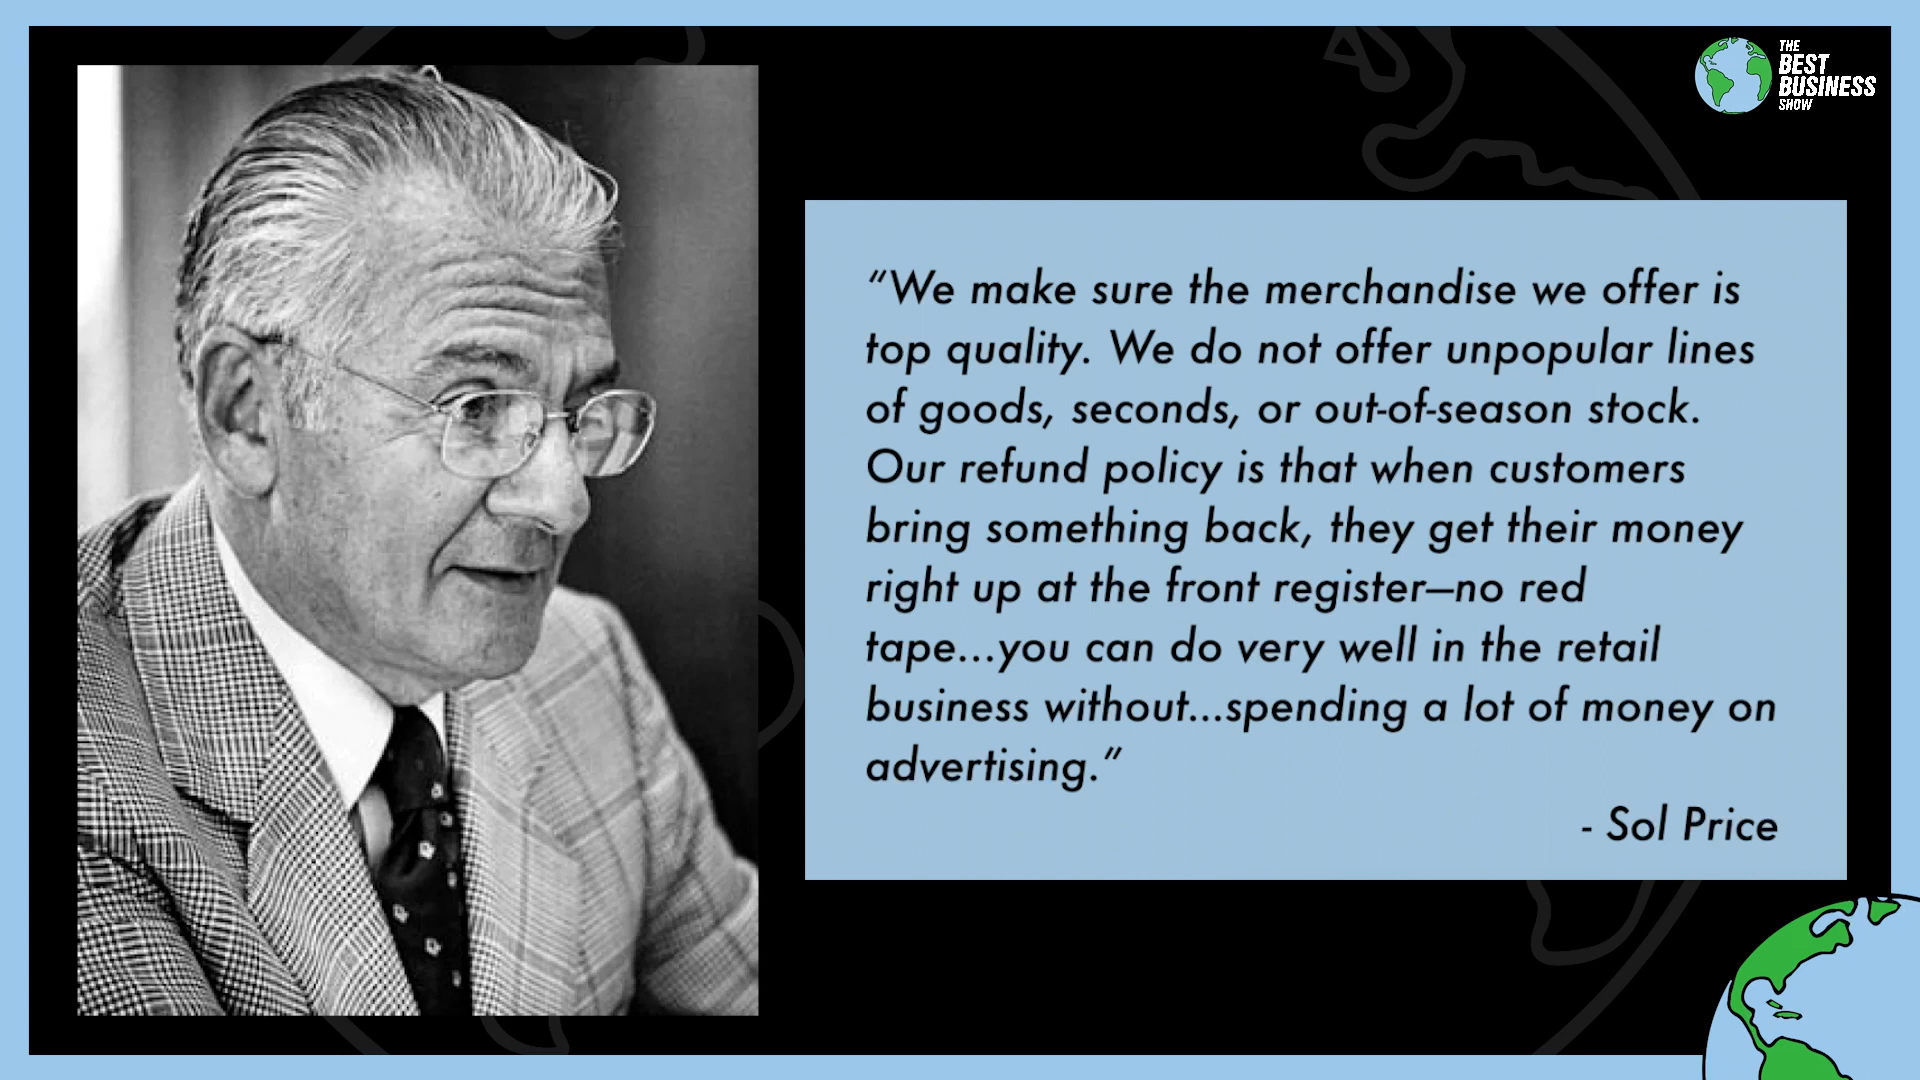 THE
BEST
BUSINESS
SHOW
“We make sure the merchandise we offer is
top quality. We do not offer unpopular lines
of goods, seconds, or out-of-season stock.
Our refund policy is that when customers
bring something back, they get their money
right up at the front register—no red
tape...you can do very well in the retail
business without...spending a lot of money on
advertising.”
- Sol Price